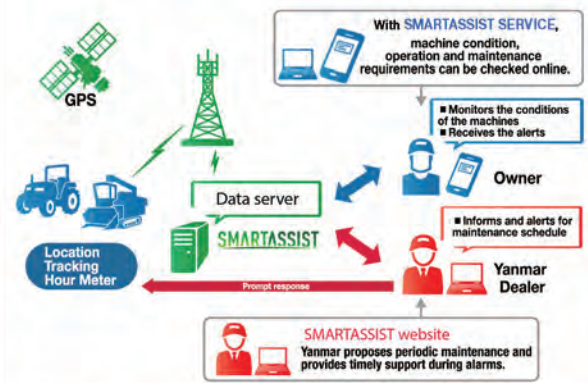 With SMARTASSIST SERVICE,
machine condition,
operation and maintenance
requirements can be checked online.
GPS
■ Monitors the conditions
of the machines
■ Receives the alerts
Owner
Data server
SMARTASSIST
■ Informs and alerts for
maintenance schedule
Location
Tracking
Hour Meter
Yanmar
Dealer
Prompt response
SMARTASSIST website
Yanmar proposes periodic maintenance and
provides timely support during alarms.